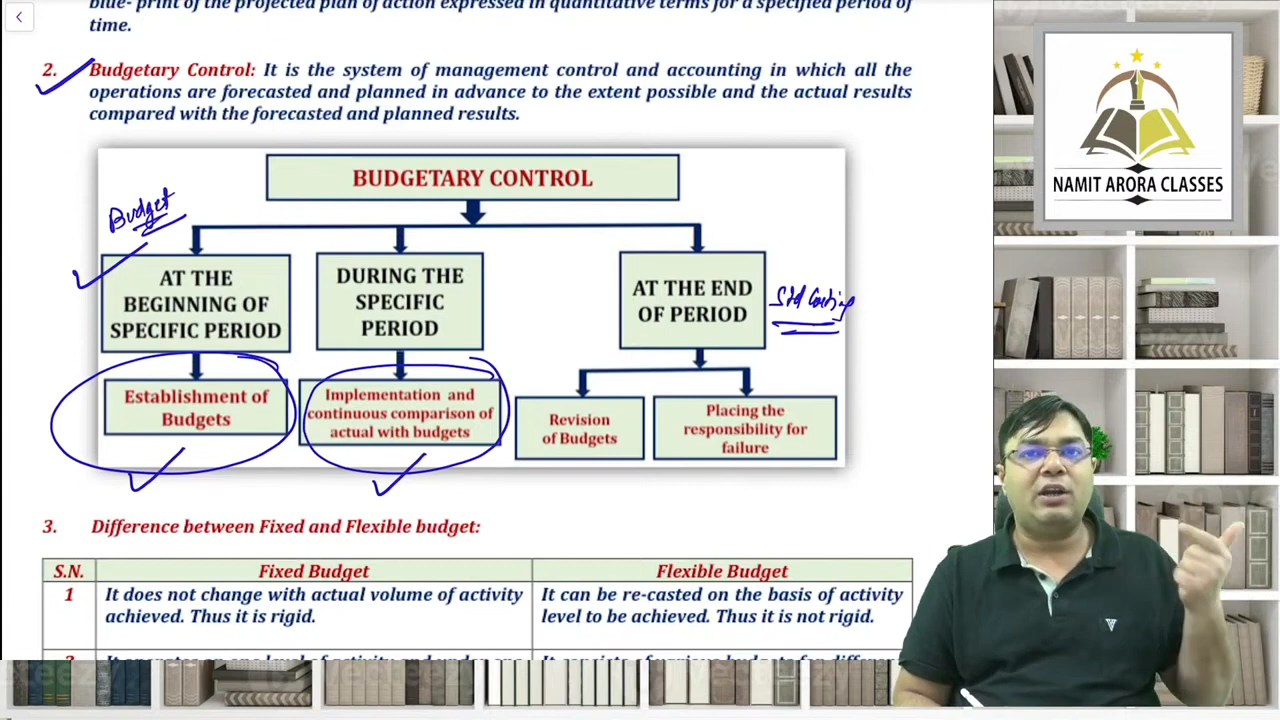 blue- print of the projected plan of action expressed in quantitative terms for a specified period of
time.
2. Budgetary Control: It is the system of management control and accounting in which all the
operations are forecasted and planned in advance to the extent possible and the actual results
compared with the forecasted and planned results.
BUDGETARY CONTROL
Budget
AT THE
BEGINNING OF
SPECIFIC PERIOD
DURING THE
SPECIFIC
PERIOD
AT THE END
OF PERIOD
Std Costing
Establishment of
Budgets
Implementation and
continuous comparison of
actual with budgets
Revision
of Budgets
Placing the
responsibility for
failure
3. Difference between Fixed and Flexible budget:
S.N. Fixed Budget Flexible Budget
1 It does not change with actual volume of activity
achieved. Thus it is rigid.
It can be re-casted on the basis of activity
level to be achieved. Thus it is not rigid.
NAMIT ARORA CLASSES